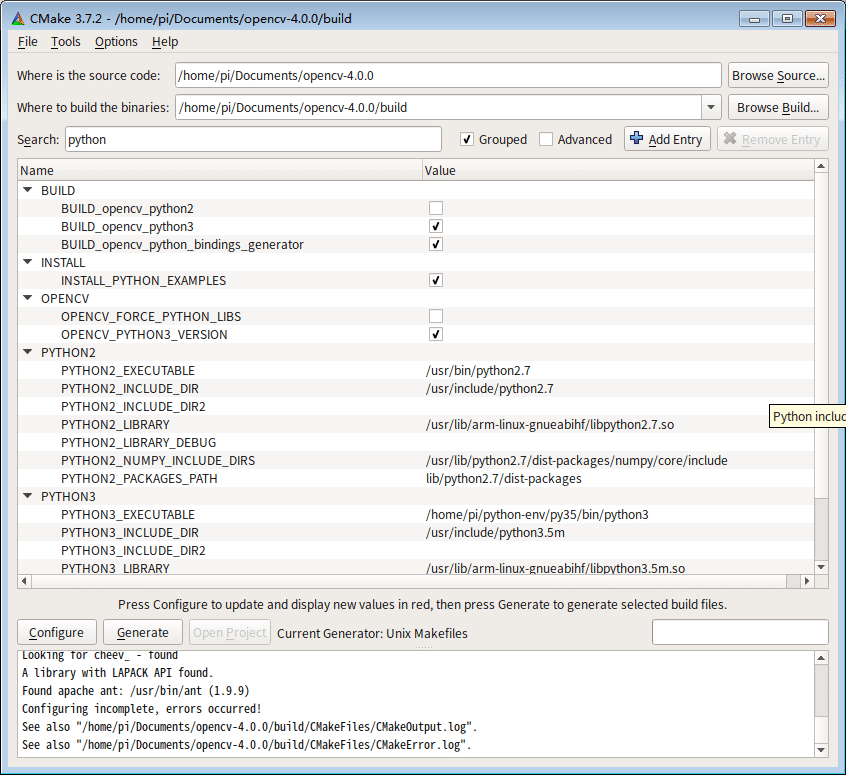 CMake 3.7.2 - /home/pi/Documents/opencv-4.0.0/build
File Tools Options Help
Where is the source code: /home/pi/Documents/opencv-4.0.0 Browse Source...
Where to build the binaries: /home/pi/Documents/opencv-4.0.0/build Browse Build...
Search: python Grouped Advanced Add Entry Remove Entry
Name Value
BUILD
BUILD_opencv_python2
BUILD_opencv_python3
BUILD_opencv_python_bindings_generator
INSTALL
INSTALL_PYTHON_EXAMPLES
OPENCV
OPENCV_FORCE_PYTHON_LIBS
OPENCV_PYTHON3_VERSION
PYTHON2
PYTHON2_EXECUTABLE /usr/bin/python2.7
PYTHON2_INCLUDE_DIR /usr/include/python2.7
PYTHON2_INCLUDE_DIR2
Python includ
PYTHON2_LIBRARY /usr/lib/arm-linux-gnueabihf/libpython2.7.so
PYTHON2_LIBRARY_DEBUG
PYTHON2_NUMPY_INCLUDE_DIRS /usr/lib/python2.7/dist-packages/numpy/core/include
PYTHON2_PACKAGES_PATH lib/python2.7/dist-packages
PYTHON3
PYTHON3_EXECUTABLE /home/pi/python-env/py35/bin/python3
PYTHON3_INCLUDE_DIR /usr/include/python3.5m
PYTHON3_INCLUDE_DIR2
PYTHON3_LIBRARY /usr/lib/arm-linux-gnueabihf/libpython3.5m.so
Press Configure to update and display new values in red, then press Generate to generate selected build files.
Configure Generate Open Project Current Generator: Unix Makefiles
Looking for cheev_ - found
A library with LAPACK API found.
Found apache ant: /usr/bin/ant (1.9.9)
Configuring incomplete, errors occurred!
See also "/home/pi/Documents/opencv-4.0.0/build/CMakeFiles/CMakeOutput.log".
See also "/home/pi/Documents/opencv-4.0.0/build/CMakeFiles/CMakeError.log".